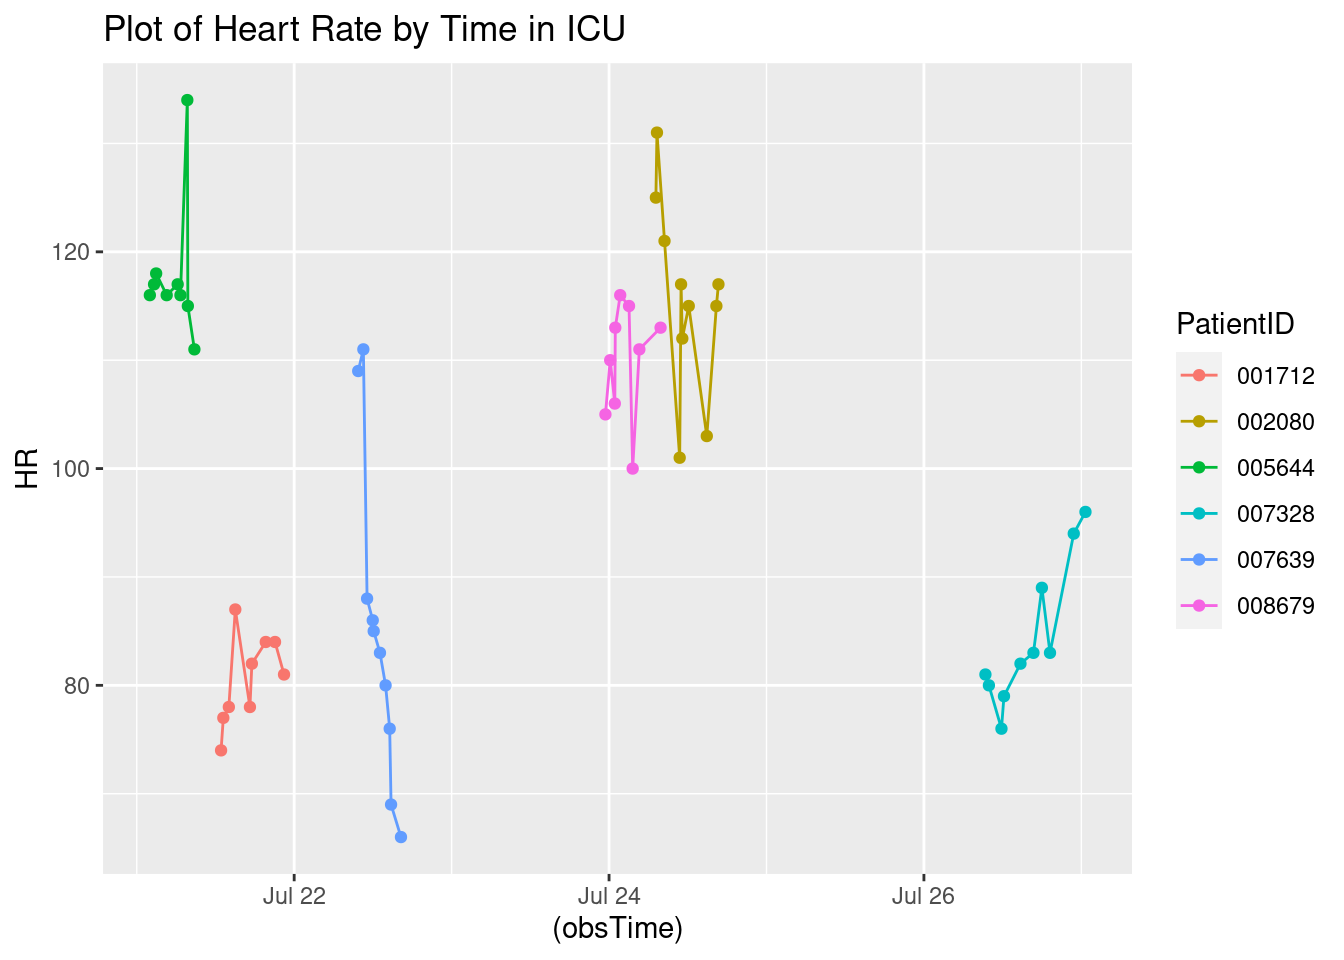 Plot of Heart Rate by Time in ICU
120
100
80
HR
Jul 22
Jul 24
Jul 26
(obsTime)
PatientID
001712
002080
005644
007328
007639
008679